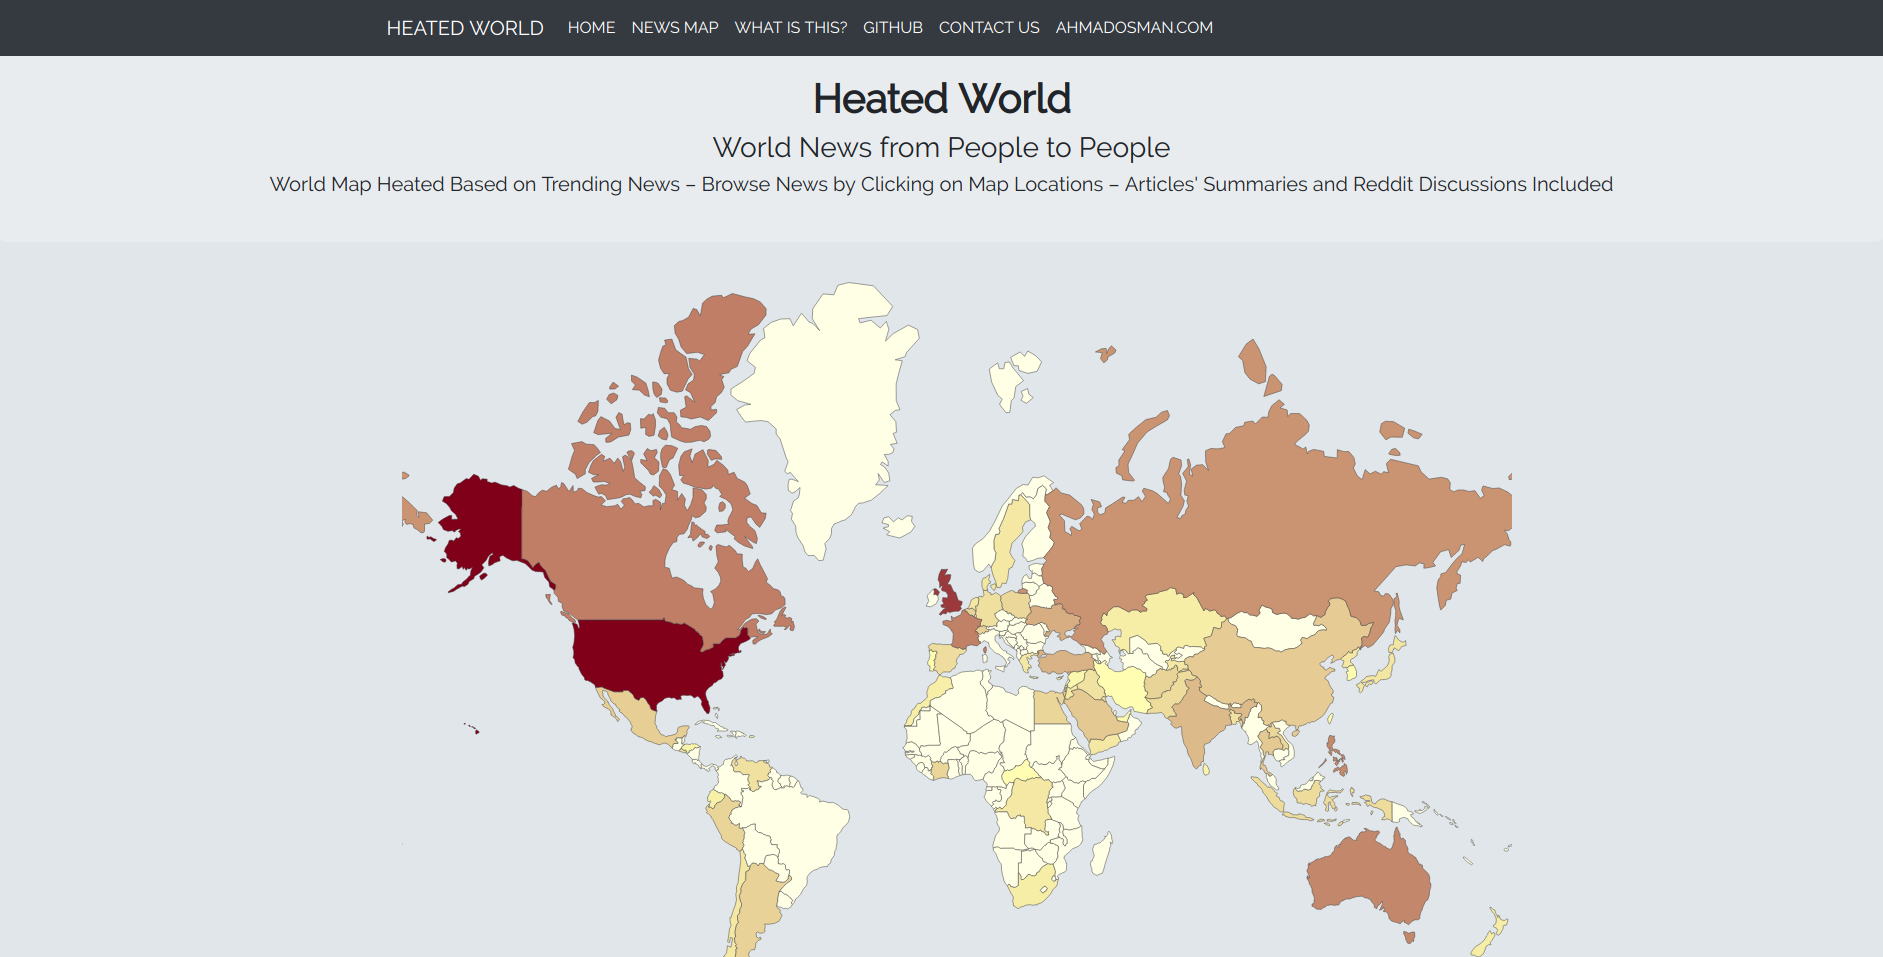 HEATED WORLD HOME NEWS MAP WHAT IS THIS? GITHUB CONTACT US AHMADOSMAN.COM
Heated World
World News from People to People
World Map Heated Based on Trending News – Browse News by Clicking on Map Locations – Articles' Summaries and Reddit Discussions Included